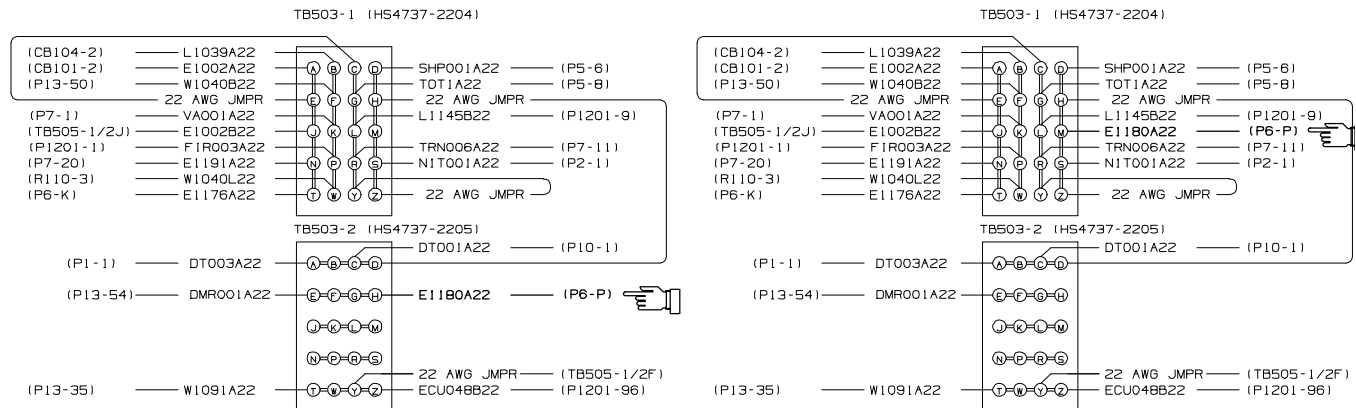 TB503-1 (HS4737-2204)
(CB104-2) L1039A22
(CB101-2) E1002A22 A B C D SHP001A22 (P5-6)
(P13-50) W1040B22 TOT1A22 (P5-8)
22 AWG JMPR E F G H 22 AWG JMPR
(P7-1) VA001A22 L1145B22 (P1201-9)
(TB505-1/2J) E1002B22 J K L M
(P1201-1) FIR003A22 TRN006A22 (P7-11)
(P7-20) E1191A22 N P R S NIT001A22 (P2-1)
(R110-3) W1040L22
(P6-K) E1176A22 T W Y Z 22 AWG JMPR
TB503-2 (HS4737-2205)
DT001A22 (P10-1)
(P1-1) DT003A22 A B C D
(P13-54) DMR001A22 E F G H E1180A22 (P6-P)
J K L M
N P R S
22 AWG JMPR (TB505-1/2F)
(P13-35) W1091A22 T W Y Z ECU048B22 (P1201-96)
TB503-1 (HS4737-2204)
(CB104-2) L1039A22
(CB101-2) E1002A22 A B C D SHP001A22 (P5-6)
(P13-50) W1040B22 TOT1A22 (P5-8)
22 AWG JMPR E F G H 22 AWG JMPR
(P7-1) VA001A22 L1145B22 (P1201-9)
(TB505-1/2J) E1002B22 J K L M E1180A22 (P6-P)
(P1201-1) FIR003A22 TRN006A22 (P7-11)
(P7-20) E1191A22 N P R S NIT001A22 (P2-1)
(R110-3) W1040L22
(P6-K) E1176A22 T W Y Z 22 AWG JMPR
TB503-2 (HS4737-2205)
DT001A22 (P10-1)
(P1-1) DT003A22 A B C D
(P13-54) DMR001A22 E F G H
J K L M
N P R S
22 AWG JMPR (TB505-1/2F)
(P13-35) W1091A22 T W Y Z ECU048B22 (P1201-96)